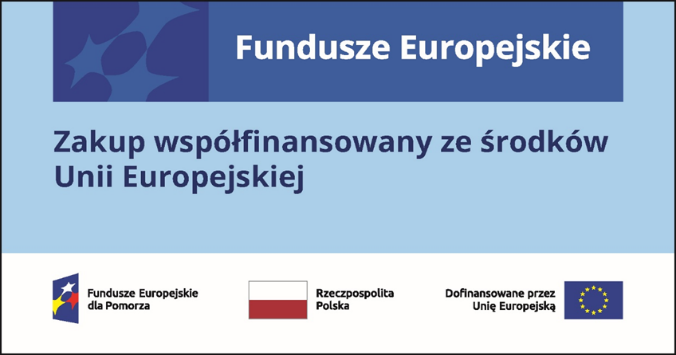 Fundusze Europejskie
Zakup współfinansowany ze środków
Unii Europejskiej
Fundusze Europejskie
dla Pomorza
Rzeczpospolita
Polska
Dofinansowane przez
Unię Europejską